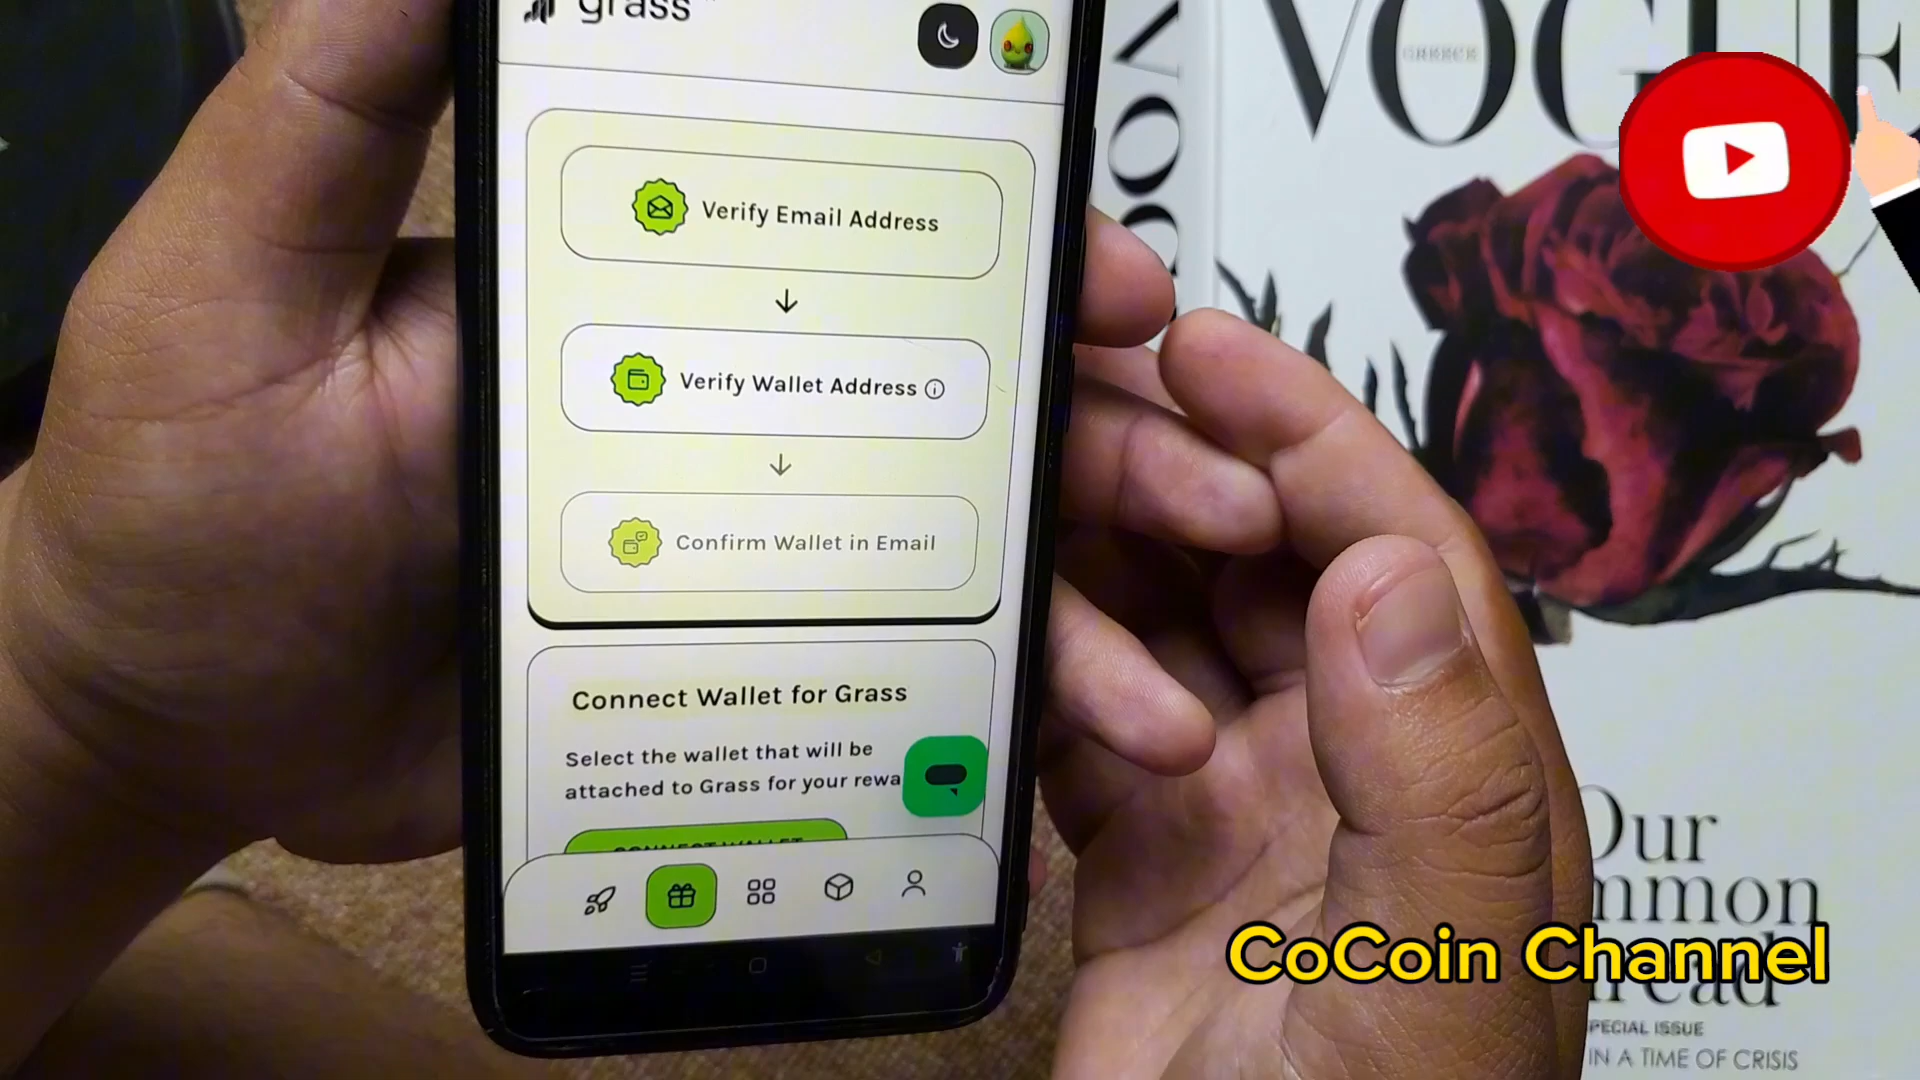 grass
Verify Email Address
Verify Wallet Address
Confirm Wallet in Email
Connect Wallet for Grass
Select the wallet that will be
attached to Grass for your rewa
CONNECT WALLET
VOGUE
GREECE
Our
mmon
CoCoin Channel
PECIAL ISSUE
IN A TIME OF CRISIS